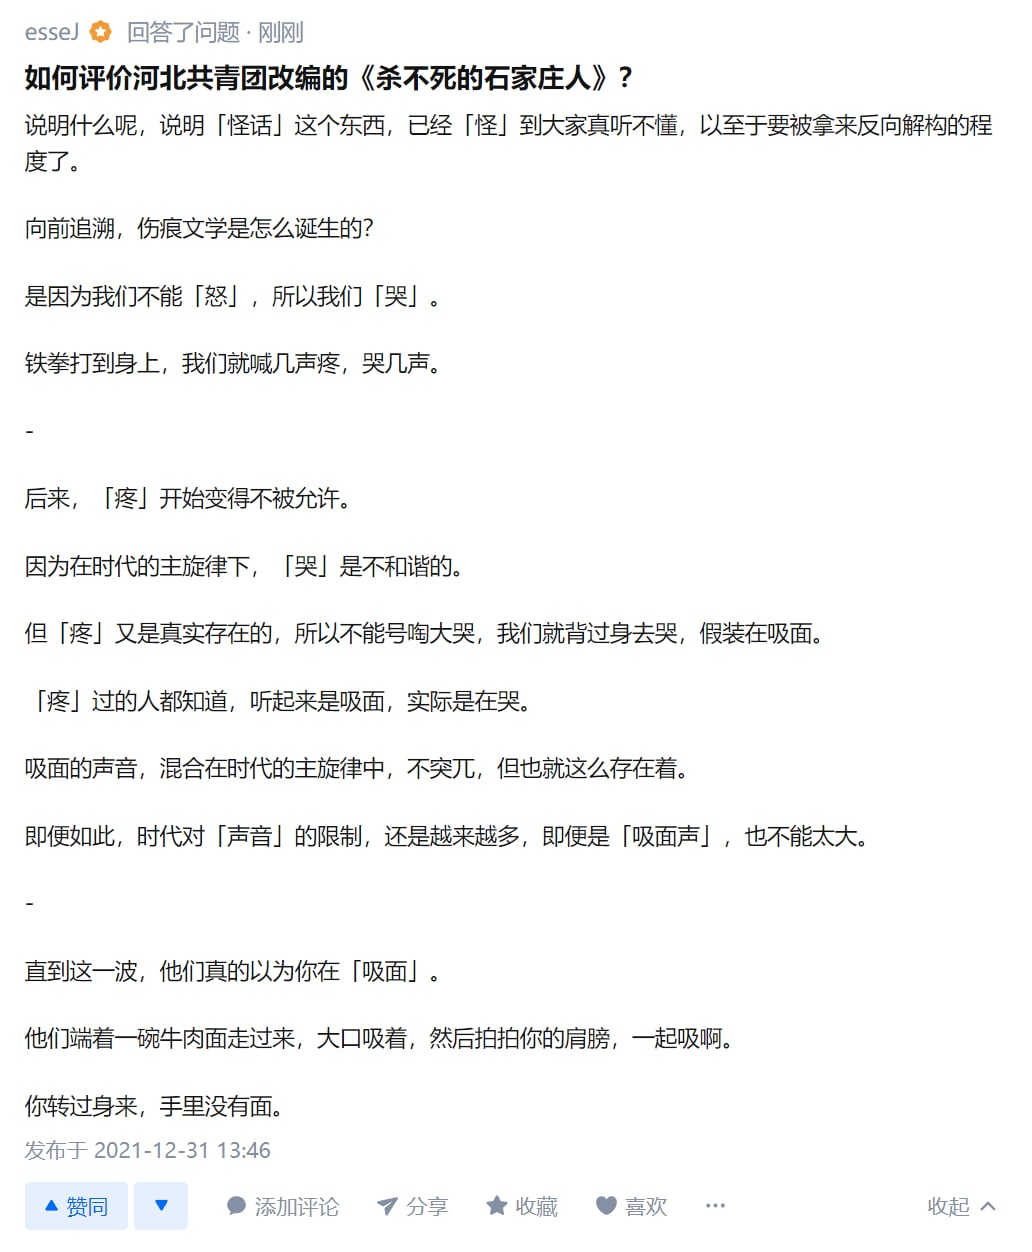 esseJ 回答了问题 · 刚刚
如何评价河北共青团改编的《杀不死的石家庄人》？
说明什么呢，说明「怪话」这个东西，已经「怪」到大家真听不懂，以至于要被拿来反向解构的程
度了。
向前追溯，伤痕文学是怎么诞生的？
是因为我们不能「怒」，所以我们「哭」。
铁拳打到身上，我们就喊几声疼，哭几声。
-
后来，「疼」开始变得不被允许。
因为在时代的主旋律下，「哭」是不和谐的。
但「疼」又是真实存在的，所以不能号啕大哭，我们就背过身去哭，假装在吸面。
「疼」过的人都知道，听起来是吸面，实际是在哭。
吸面的声音，混合在时代的主旋律中，不突兀，但也就这么存在着。
即便如此，时代对「声音」的限制，还是越来越多，即便是「吸面声」，也不能太大。
-
直到这一波，他们真的以为你在「吸面」。
他们端着一碗牛肉面走过来，大口吸着，然后拍拍你的肩膀，一起吸啊。
你转过身来，手里没有面。
发布于 2021-12-31 13:46
赞同 添加评论 分享 收藏 喜欢 ··· 收起